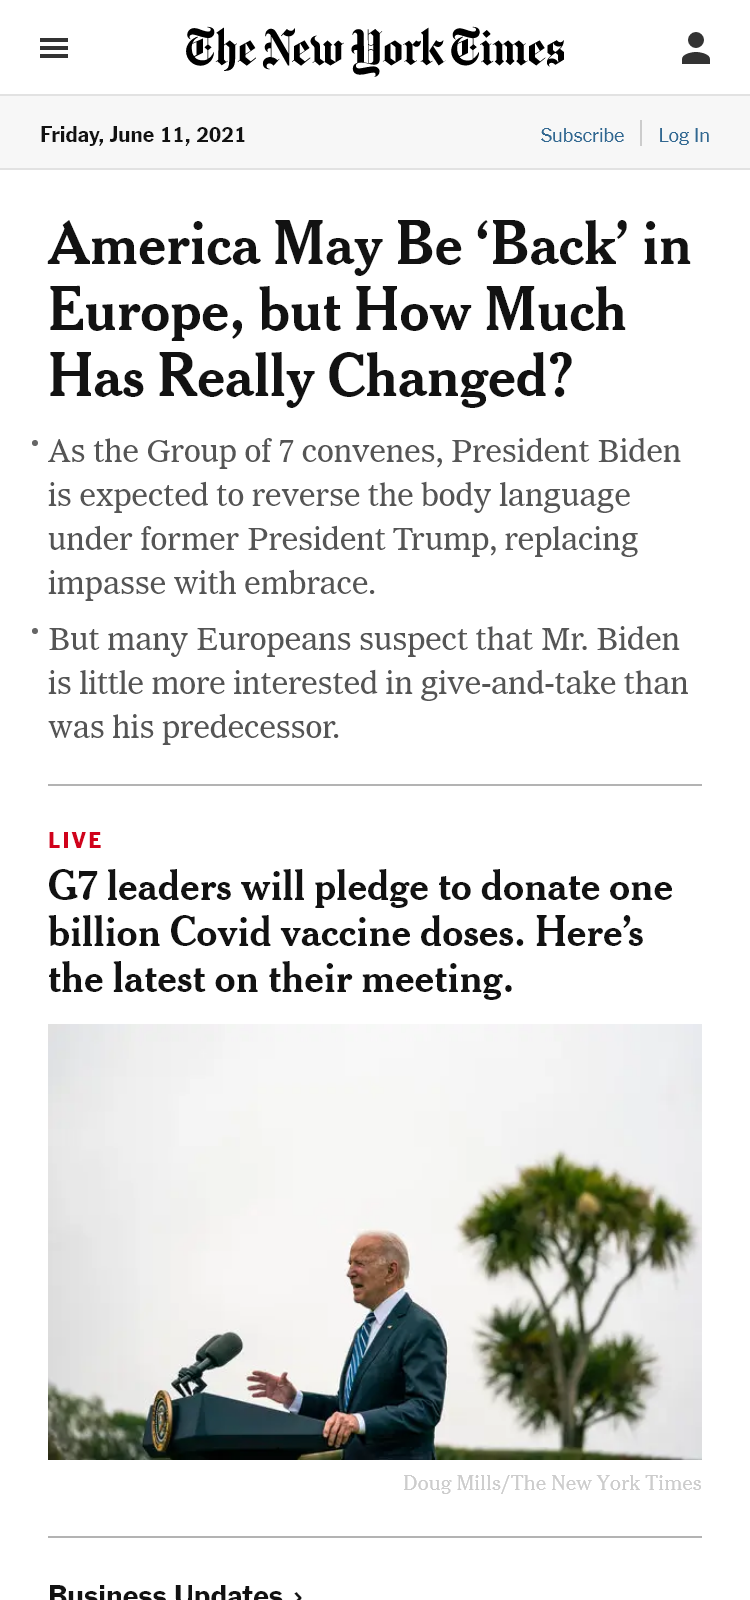 The New York Times
Friday, June 11, 2021
Subscribe
Log In
America May Be ‘Back’ in
Europe, but How Much
Has Really Changed?
• As the Group of 7 convenes, President Biden
is expected to reverse the body language
under former President Trump, replacing
impasse with embrace.
• But many Europeans suspect that Mr. Biden
is little more interested in give-and-take than
was his predecessor.
LIVE
G7 leaders will pledge to donate one
billion Covid vaccine doses. Here’s
the latest on their meeting.
Doug Mills/The New York Times
Business Updates ›